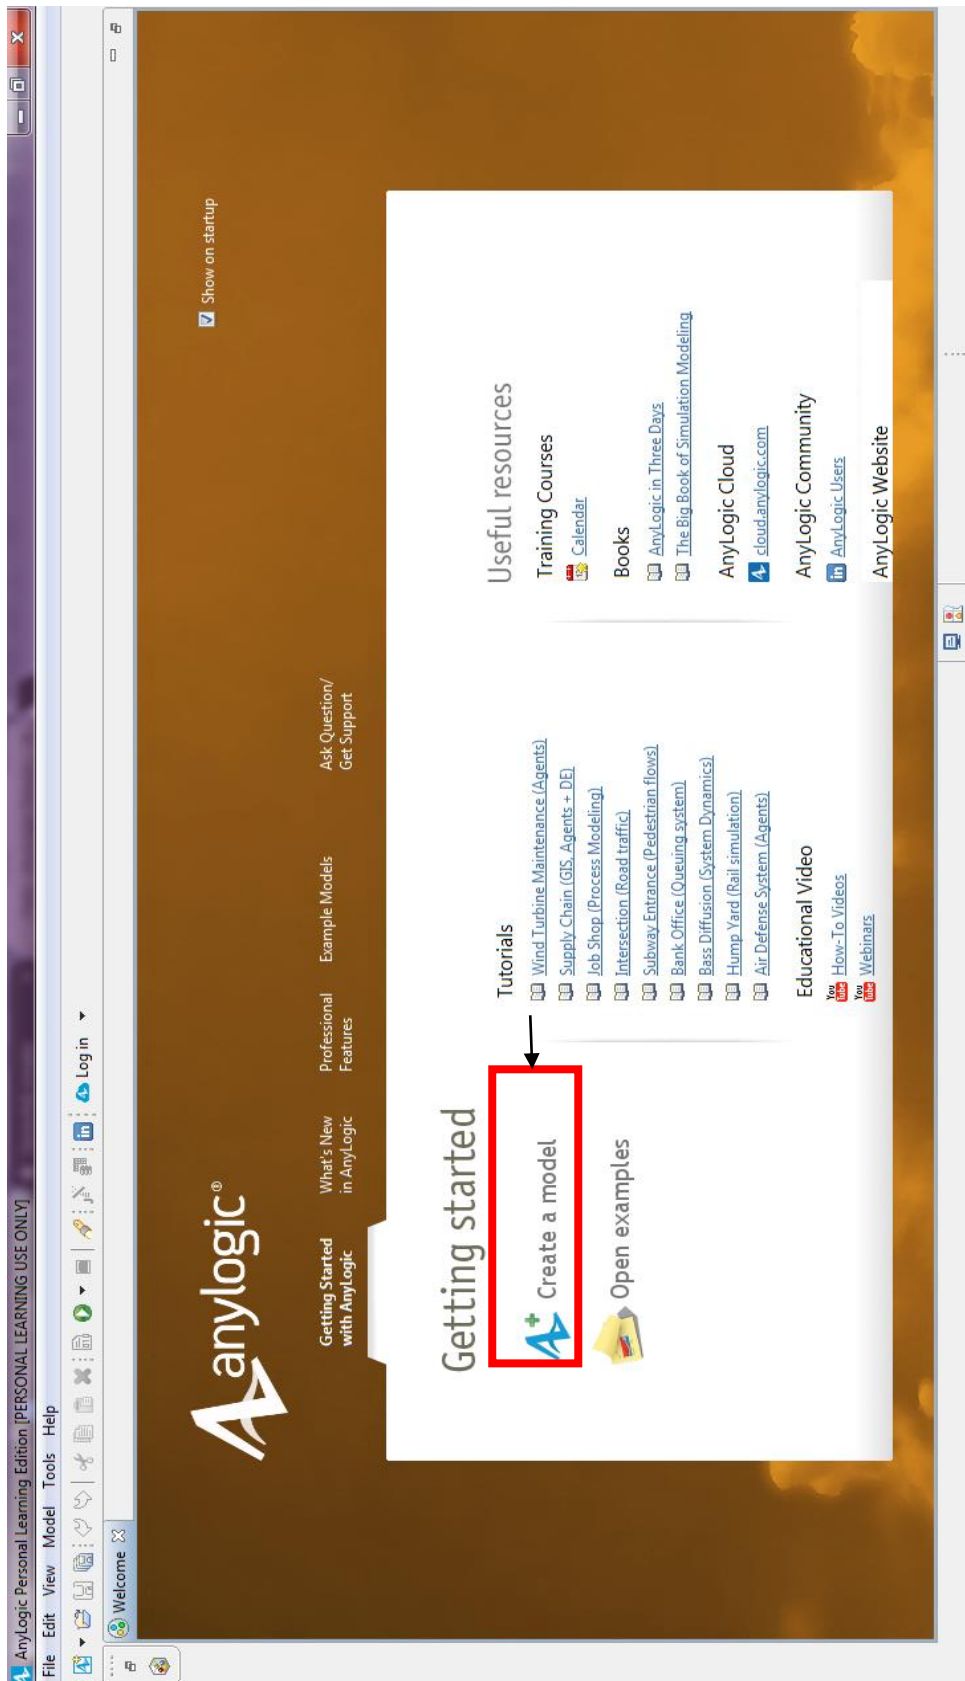 AnyLogic Personal Learning Edition [PERSONAL LEARNING USE ONLY]
File Edit View Model Tools Help
Log in
Welcome
Show on startup
anylogic®
Getting Started
with AnyLogic
What's New
in AnyLogic
Professional
Features
Example Models
Ask Question/
Get Support
Getting started
Create a model
Open examples
Tutorials
Wind Turbine Maintenance (Agents)
Supply Chain (GIS, Agents + DE)
Job Shop (Process Modeling)
Intersection (Road traffic)
Subway Entrance (Pedestrian flows)
Bank Office (Queuing system)
Bass Diffusion (System Dynamics)
Hump Yard (Rail simulation)
Air Defense System (Agents)
Educational Video
You Tube How-To Videos
You Tube Webinars
Useful resources
Training Courses
Calendar
Books
AnyLogic in Three Days
The Big Book of Simulation Modeling
AnyLogic Cloud
cloud.anylogic.com
AnyLogic Community
in AnyLogic Users
AnyLogic Website